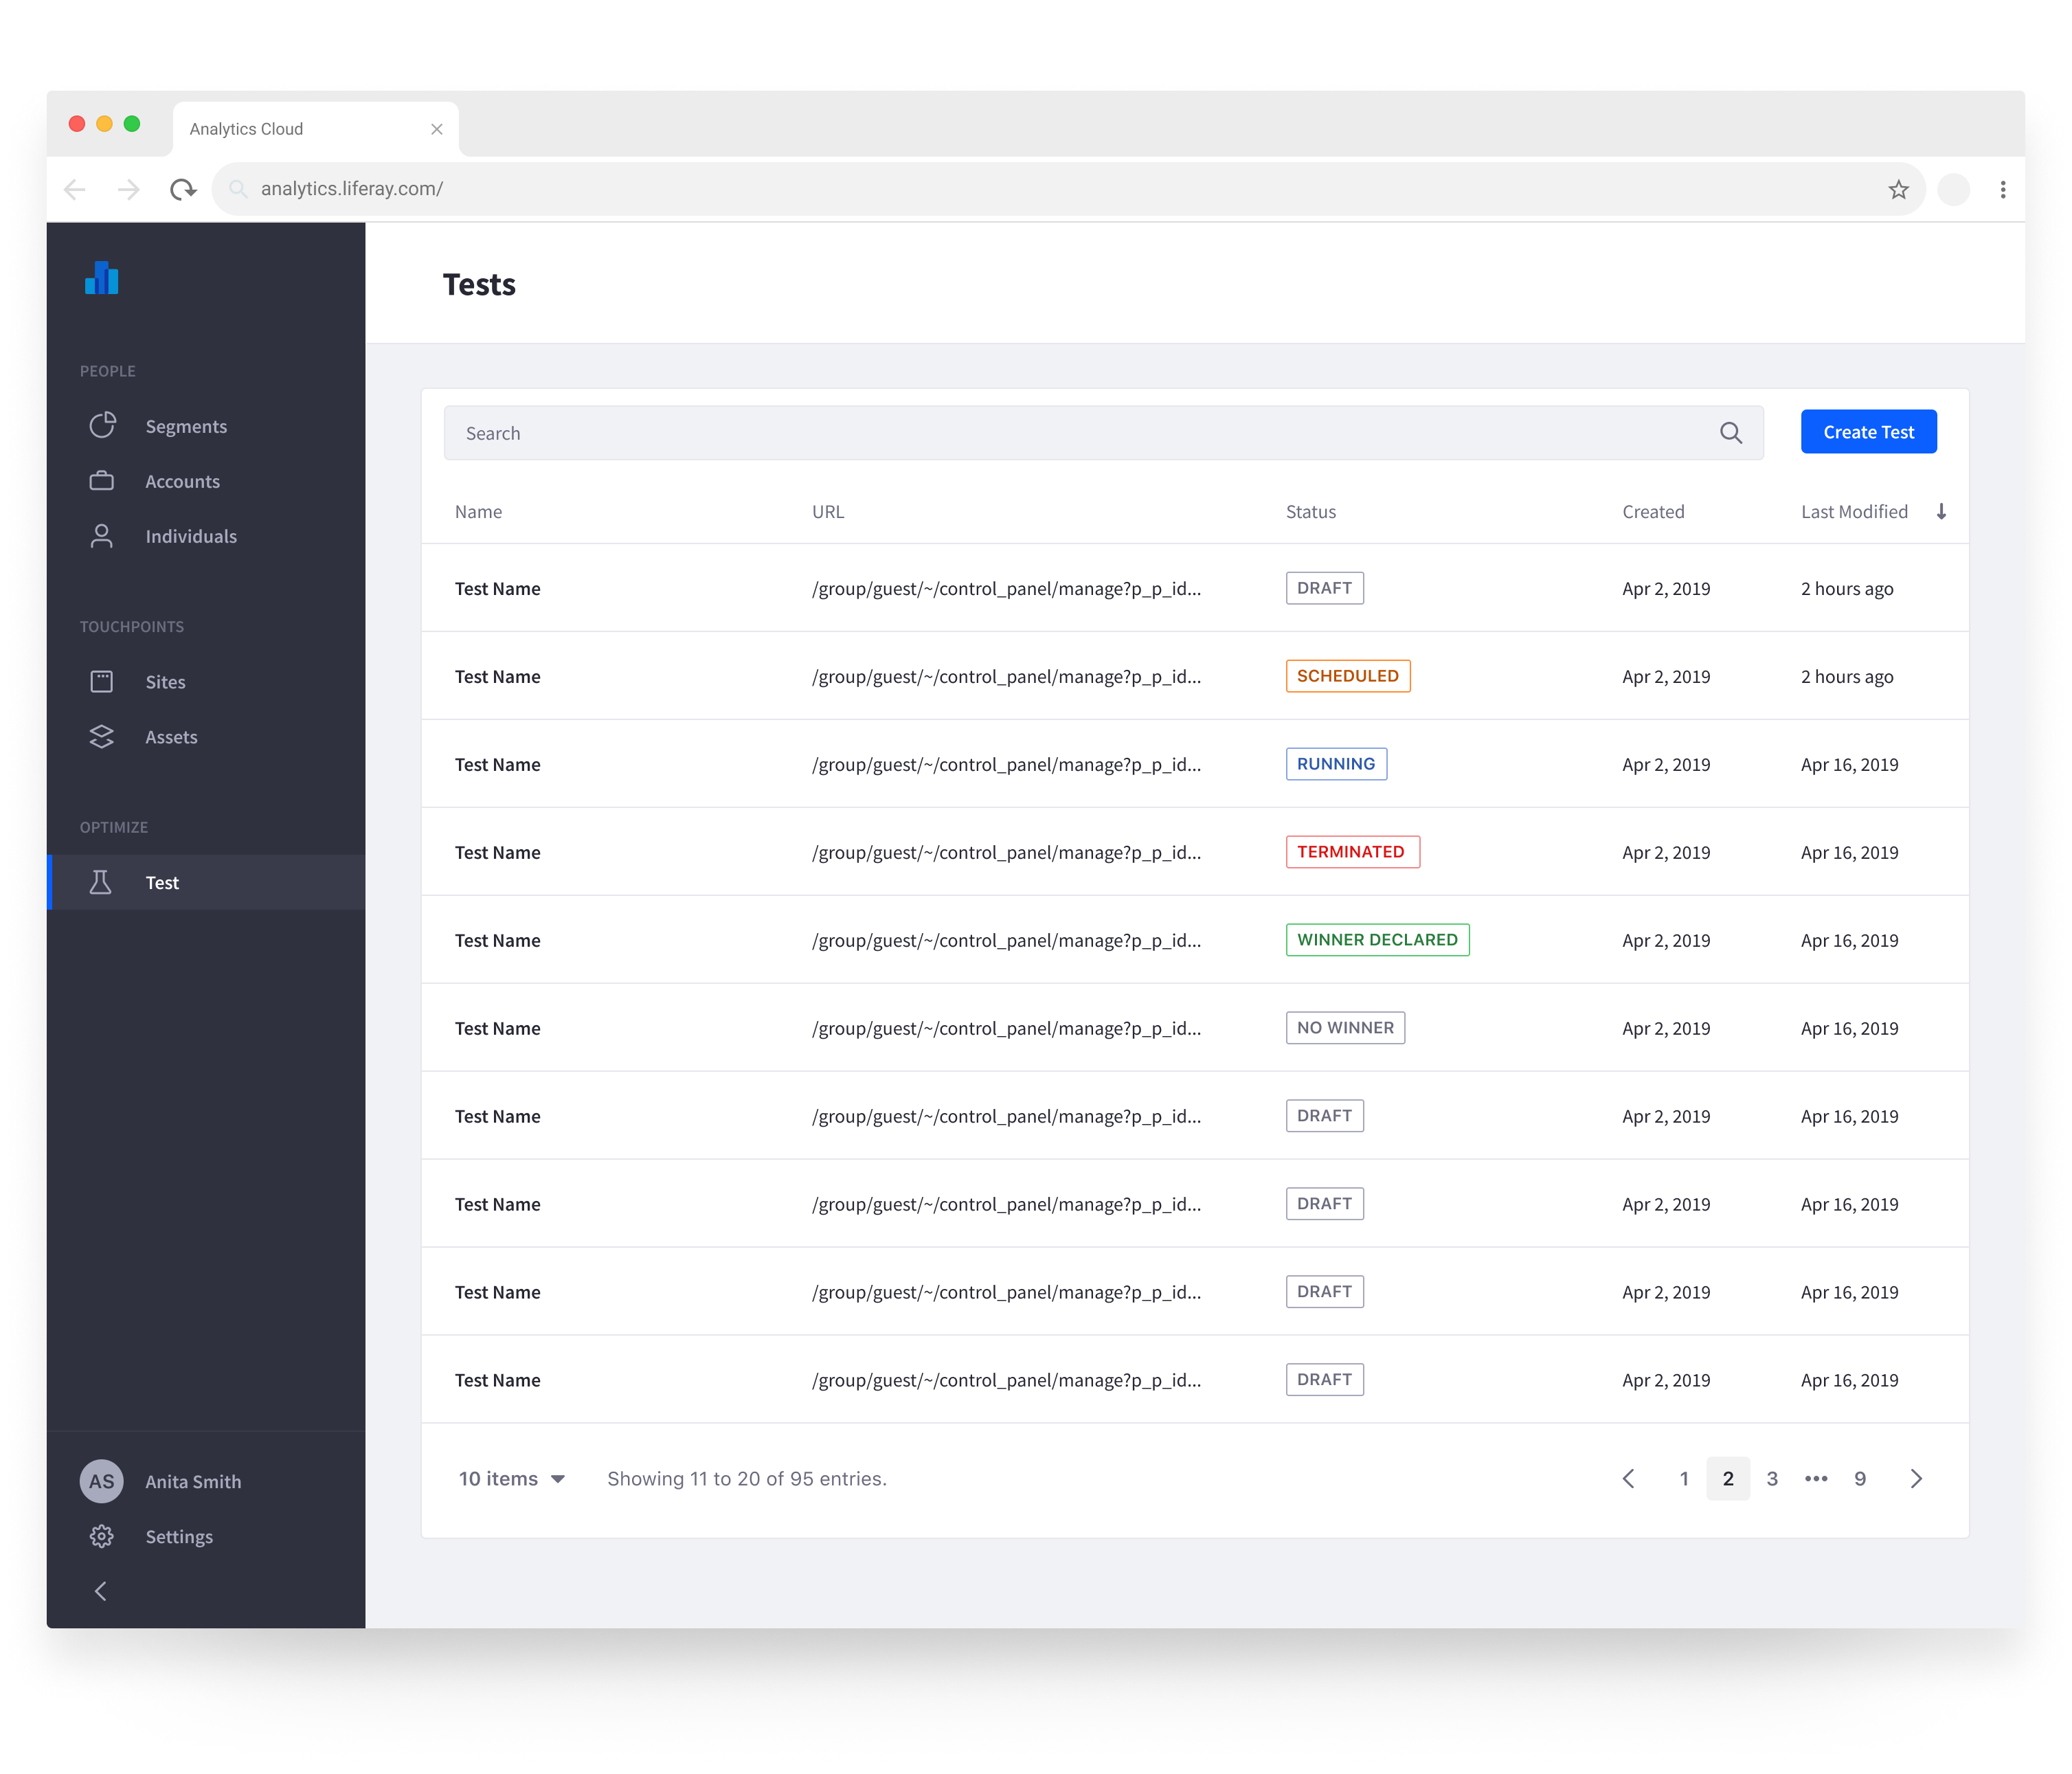 Analytics Cloud
analytics.liferay.com/
Tests
PEOPLE
Segments
Accounts
Individuals
TOUCHPOINTS
Sites
Assets
OPTIMIZE
Test
AS Anita Smith
Settings
Search Create Test
Name URL Status Created Last Modified
Test Name /group/guest/~/control_panel/manage?p_p_id... DRAFT Apr 2, 2019 2 hours ago
Test Name /group/guest/~/control_panel/manage?p_p_id... SCHEDULED Apr 2, 2019 2 hours ago
Test Name /group/guest/~/control_panel/manage?p_p_id... RUNNING Apr 2, 2019 Apr 16, 2019
Test Name /group/guest/~/control_panel/manage?p_p_id... TERMINATED Apr 2, 2019 Apr 16, 2019
Test Name /group/guest/~/control_panel/manage?p_p_id... WINNER DECLARED Apr 2, 2019 Apr 16, 2019
Test Name /group/guest/~/control_panel/manage?p_p_id... NO WINNER Apr 2, 2019 Apr 16, 2019
Test Name /group/guest/~/control_panel/manage?p_p_id... DRAFT Apr 2, 2019 Apr 16, 2019
Test Name /group/guest/~/control_panel/manage?p_p_id... DRAFT Apr 2, 2019 Apr 16, 2019
Test Name /group/guest/~/control_panel/manage?p_p_id... DRAFT Apr 2, 2019 Apr 16, 2019
Test Name /group/guest/~/control_panel/manage?p_p_id... DRAFT Apr 2, 2019 Apr 16, 2019
10 items Showing 11 to 20 of 95 entries. 1 2 3 ••• 9